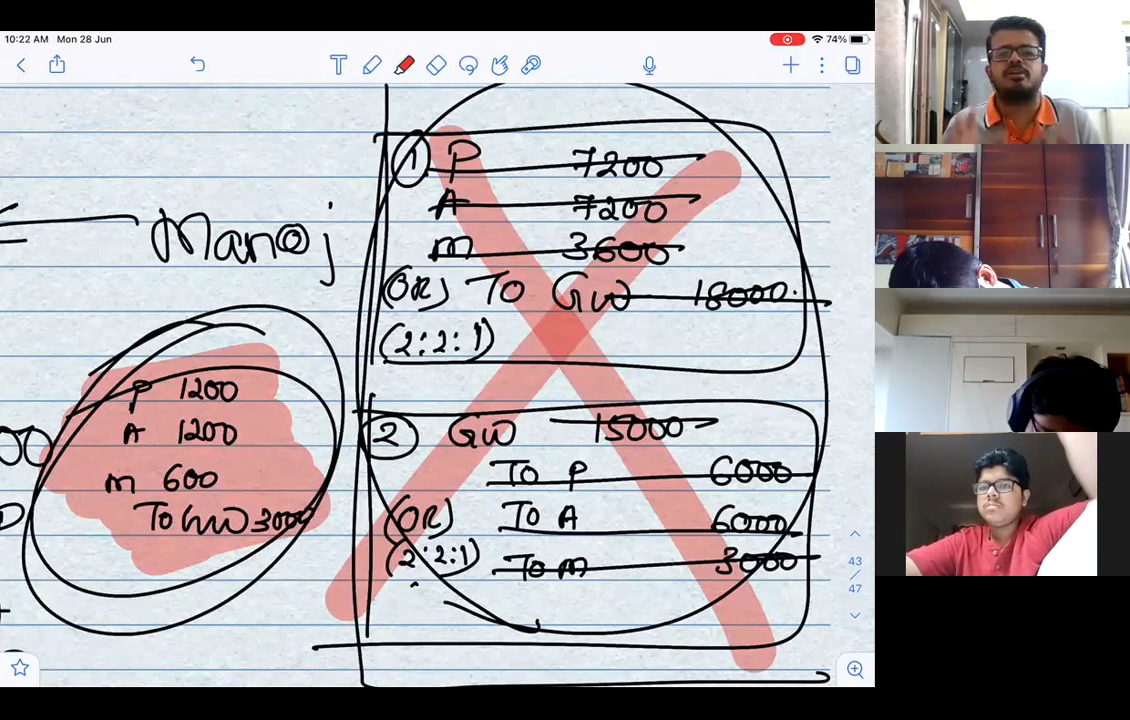 10:22 AM Mon 28 Jun
74%
Manoj
P 1200
A 1200
m 600
To GW 3000
① P 7200
A 7200
m 3600
(OR) TO GW 18000.
(2:2:1)
② GW 15000
To P 6000
(OR) To A 6000
(2:2:1) To m 3000
43
/
47